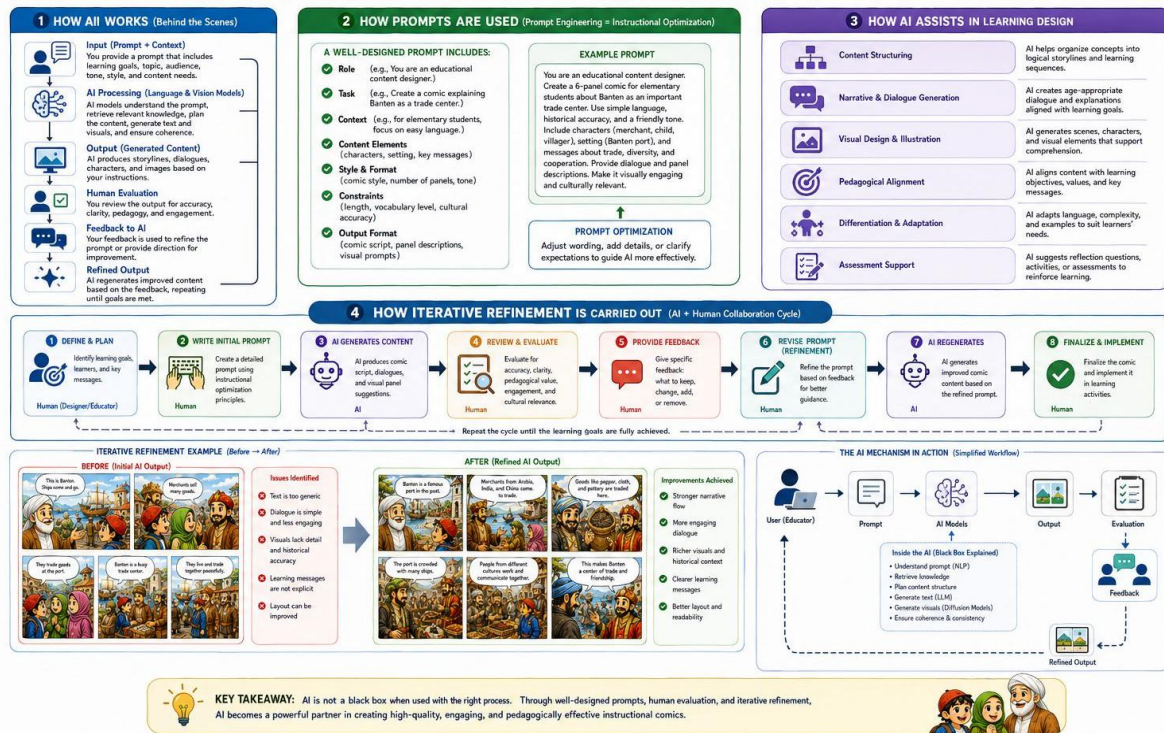 1 HOW AII WORKS (Behind the Scenes)
Input (Prompt + Context)
You provide a prompt that includes
learning goals, topic, audience,
tone, style, and content needs.
AI Processing (Language & Vision Models)
AI models understand the prompt,
retrieve relevant knowledge, plan
the content, generate text and
visuals, and ensure coherence.
Output (Generated Content)
AI produces storylines, dialogues,
characters, and images based on
your instructions.
Human Evaluation
You review the output for accuracy,
clarity, pedagogy, and engagement.
Feedback to AI
Your feedback is used to refine the
prompt or provide direction for
improvement.
Refined Output
AI regenerates improved content
based on the feedback, repeating
until goals are met.
2 HOW PROMPTS ARE USED (Prompt Engineering = Instructional Optimization)
A WELL-DESIGNED PROMPT INCLUDES:
Role (e.g., You are an educational
content designer.)
Task (e.g., Create a comic explaining
Banten as a trade center.)
Context (e.g., for elementary students,
focus on easy language.)
Content Elements
(characters, setting, key messages)
Style & Format
(comic style, number of panels, tone)
Constraints
(length, vocabulary level, cultural
accuracy)
Output Format
(comic script, panel descriptions,
visual prompts)
EXAMPLE PROMPT
You are an educational content designer.
Create a 6-panel comic for elementary
students about Banten as an important
trade center. Use simple language,
historical accuracy, and a friendly tone.
Include characters (merchant, child,
villager), setting (Banten port), and
messages about trade, diversity, and
cooperation. Provide dialogue and panel
descriptions. Make it visually engaging
and culturally relevant.
PROMPT OPTIMIZATION
Adjust wording, add details, or clarify
expectations to guide AI more effectively.
3 HOW AI ASSISTS IN LEARNING DESIGN
Content Structuring
AI helps organize concepts into
logical storylines and learning
sequences.
Narrative & Dialogue Generation
AI creates age-appropriate
dialogue and explanations
aligned with learning goals.
Visual Design & Illustration
AI generates scenes, characters,
and visual elements that support
comprehension.
Pedagogical Alignment
AI aligns content with learning
objectives, values, and key
messages.
Differentiation & Adaptation
AI adapts language, complexity,
and examples to suit learners'
needs.
Assessment Support
AI suggests reflection questions,
activities, or assessments to
reinforce learning.
4 HOW ITERATIVE REFINEMENT IS CARRIED OUT (AI + Human Collaboration Cycle)
1 DEFINE & PLAN
Identify learning goals,
learners, and key
messages.
Human (Designer/Educator)
2 WRITE INITIAL PROMPT
Create a detailed
prompt using
instructional
optimization
principles.
Human
3 AI GENERATES CONTENT
AI produces comic
script, dialogues,
and visual panel
suggestions.
AI
4 REVIEW & EVALUATE
Evaluate for
accuracy, clarity,
pedagogical value,
engagement, and
cultural relevance.
Human
5 PROVIDE FEEDBACK
Give specific
feedback:
what to keep,
change, add,
or remove.
Human
6 REVISE PROMPT
(REFINEMENT)
Refine the prompt
based on feedback
for better
guidance.
Human
7 AI REGENERATES
AI generates
improved comic
content based on
the refined prompt.
AI
8 FINALIZE & IMPLEMENT
Finalize the comic
and implement it
in learning
activities.
Human
Repeat the cycle until the learning goals are fully achieved.
ITERATIVE REFINEMENT EXAMPLE (Before → After)
BEFORE (Initial AI Output)
This is Banten.
Ships come and go.
Merchants sell
many goods.
They trade goods
at the port.
Banten is a busy
trade center.
They live and trade
together peacefully.
Issues Identified
Text is too generic
Dialogue is simple
and less engaging
Visuals lack detail
and historical
accuracy
Learning messages
are not explicit
Layout can be
improved
AFTER (Refined AI Output)
Banten is a famous
port in the past.
Merchants from Arabia,
India, and China come
to trade.
Goods like pepper, cloth,
and pottery are traded
here.
The port is crowded
with many ships.
People from different
cultures work and
communicate together.
This makes Banten
a center of trade and
friendship.
Improvements Achieved
Stronger narrative
flow
More engaging
dialogue
Richer visuals and
historical context
Clearer learning
messages
Better layout and
readability
THE AI MECHANISM IN ACTION (Simplified Workflow)
User (Educator)
Prompt
AI Models
Output
Evaluation
Inside the AI (Black Box Explained)
• Understand prompt (NLP)
• Retrieve knowledge
• Plan content structure
• Generate text (LLM)
• Generate visuals (Diffusion Models)
• Ensure coherence & consistency
Feedback
Refined Output
KEY TAKEAWAY: AI is not a black box when used with the right process. Through well-designed prompts, human evaluation, and iterative refinement,
AI becomes a powerful partner in creating high-quality, engaging, and pedagogically effective instructional comics.